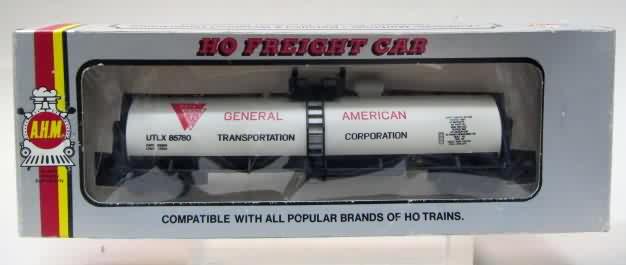 HO FREIGHT CAR
A.H.M.
GENERAL AMERICAN
UTLX 85780 TRANSPORTATION CORPORATION
COMPATIBLE WITH ALL POPULAR BRANDS OF HO TRAINS.